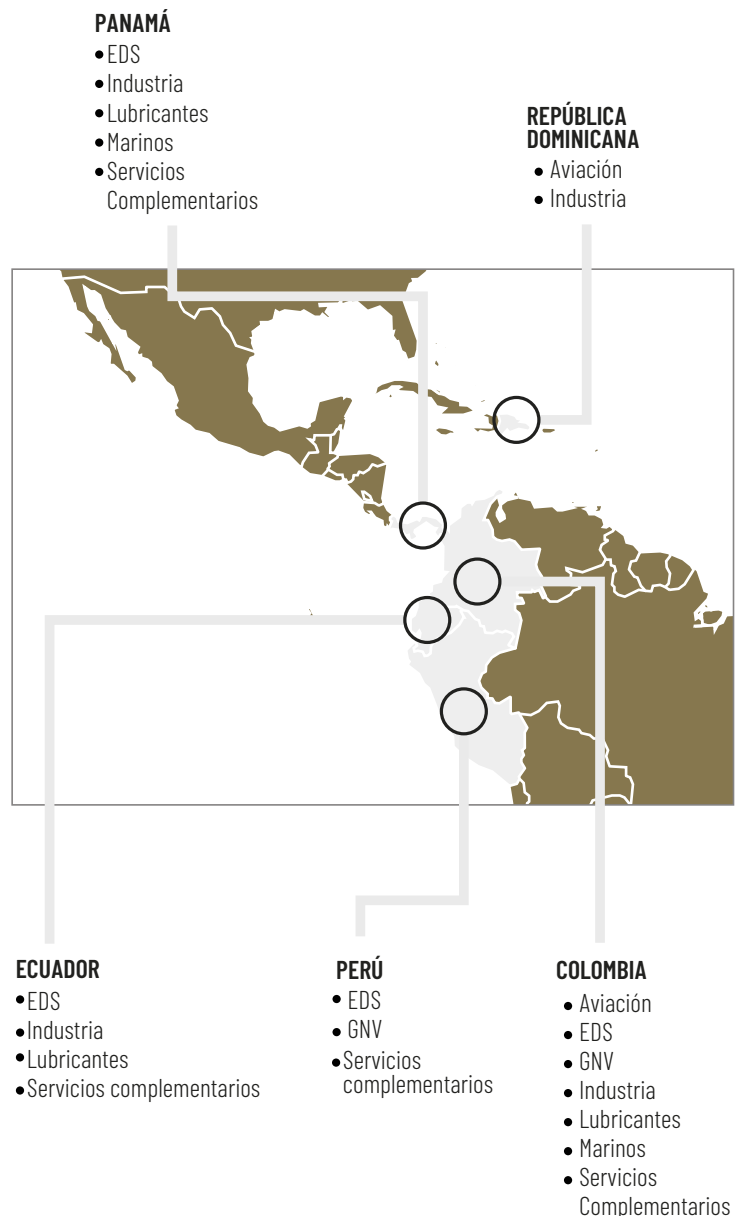 PANAMÁ
• EDS
• Industria
• Lubricantes
• Marinos
• Servicios
Complementarios
REPÚBLICA
DOMINICANA
• Aviación
• Industria
ECUADOR
• EDS
• Industria
• Lubricantes
• Servicios complementarios
PERÚ
• EDS
• GNV
• Servicios
complementarios
COLOMBIA
• Aviación
• EDS
• GNV
• Industria
• Lubricantes
• Marinos
• Servicios
Complementarios